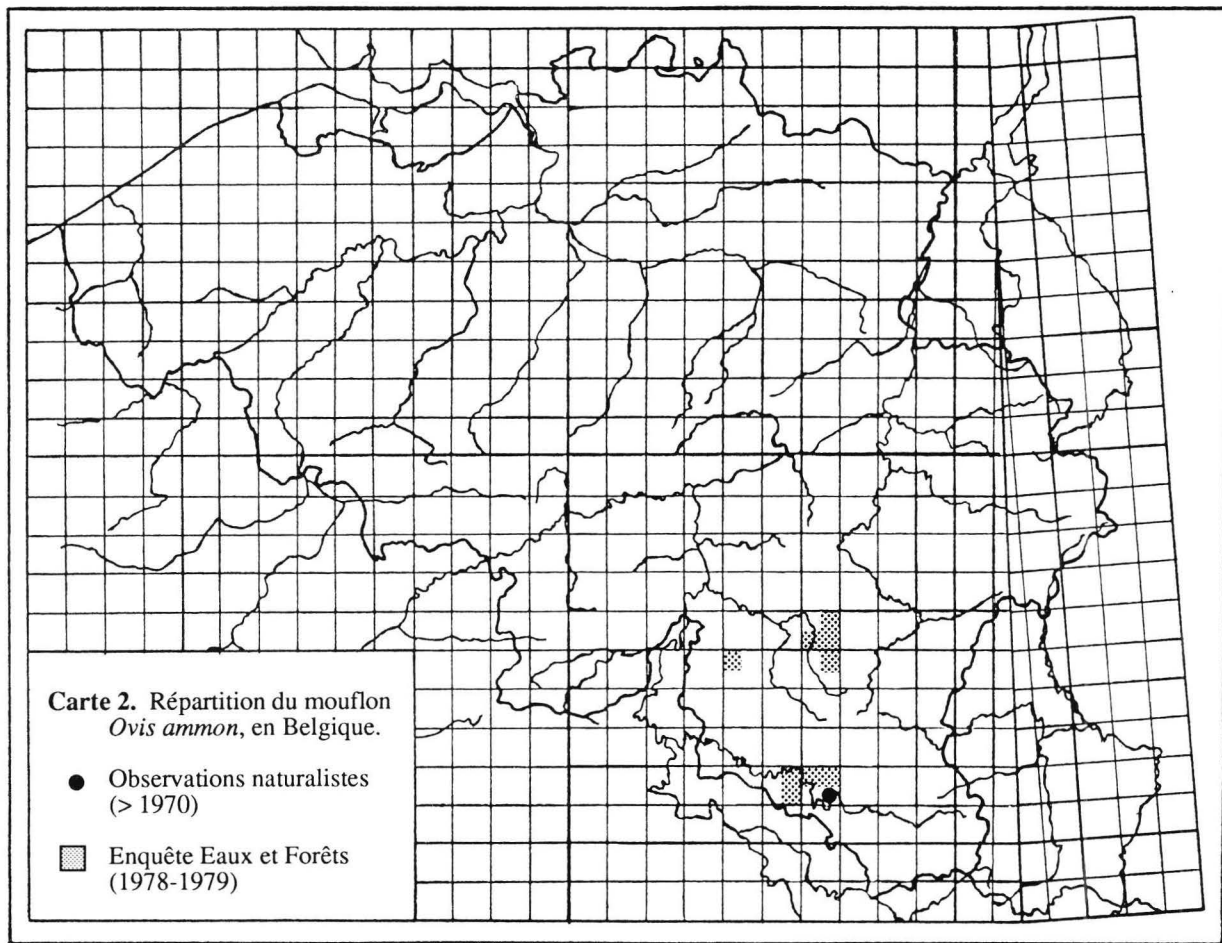 Carte 2. Répartition du mouflon
Ovis ammon, en Belgique.
Observations naturalistes
(> 1970)
Enquête Eaux et Forêts
(1978-1979)